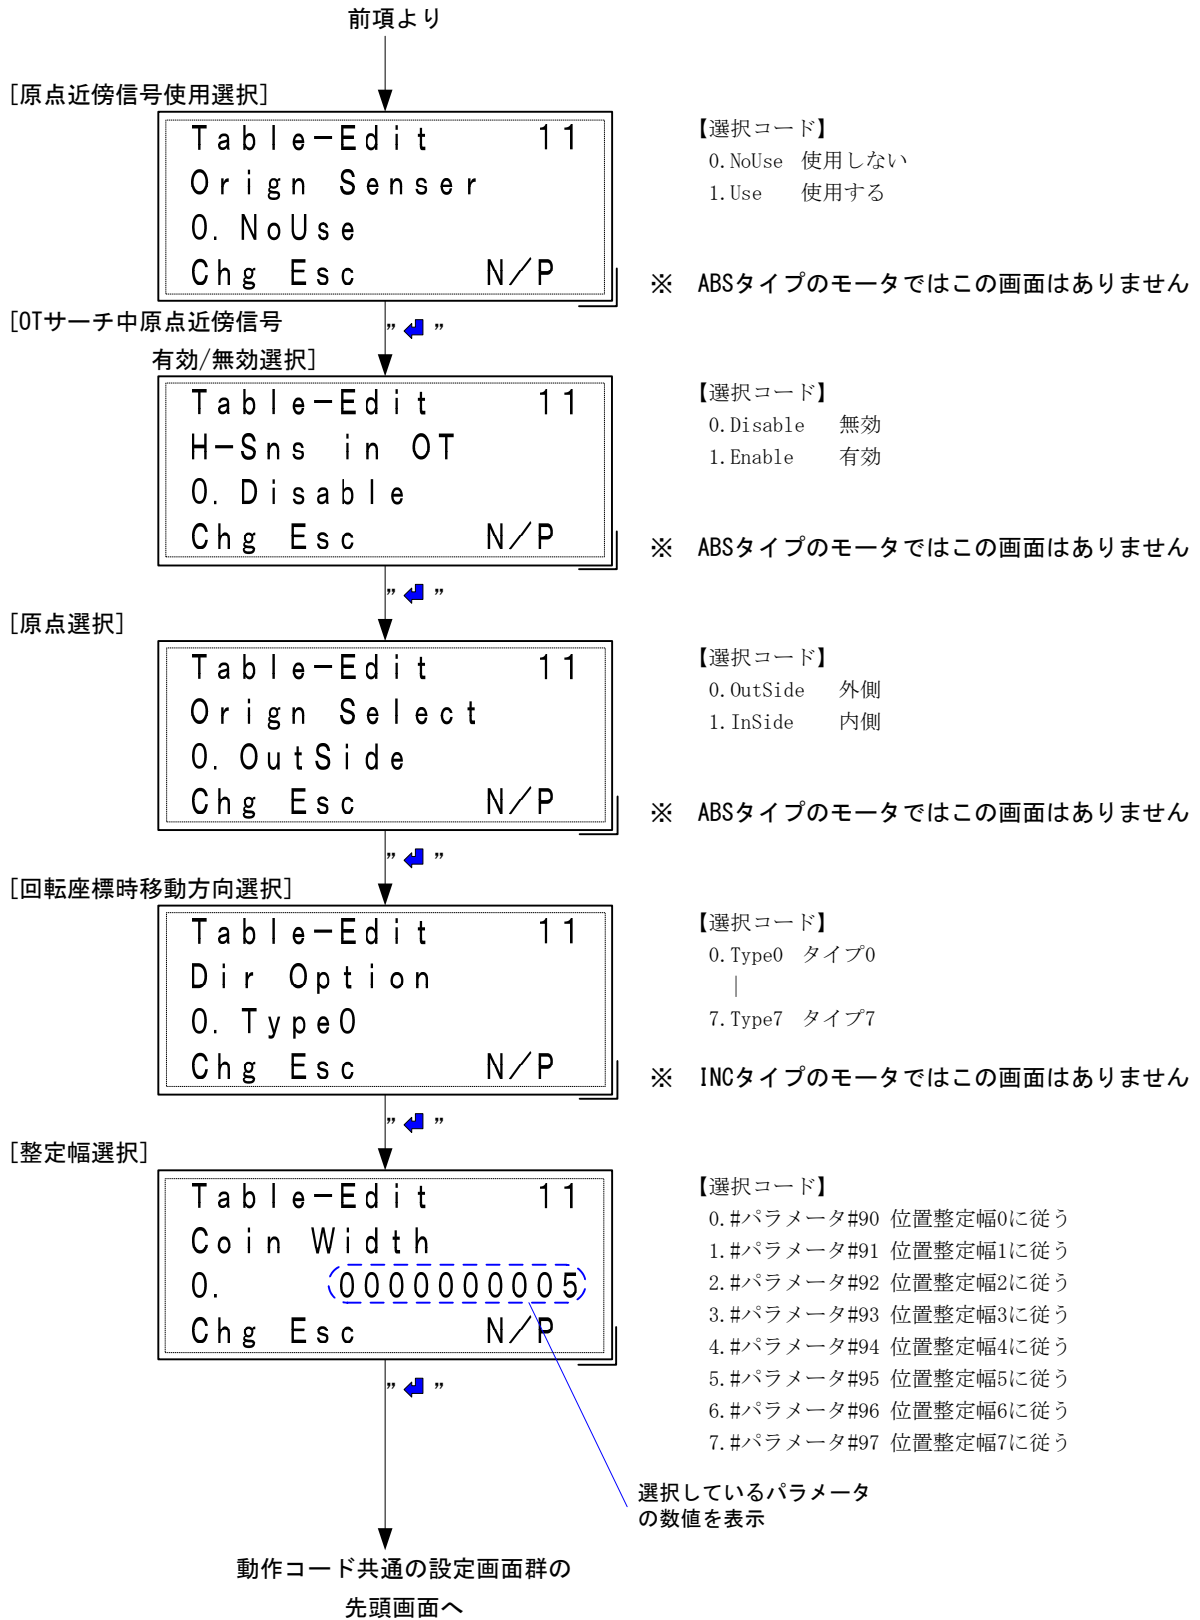 前項より
[原点近傍信号使用選択]
Table-Edit 11
Orign Senser
0. NoUse
Chg Esc N/P
【選択コード】
0.NoUse 使用しない
1.Use 使用する
※ ABSタイプのモータではこの画面はありません
[OTサーチ中原点近傍信号
有効/無効選択]
” ”
Table-Edit 11
H-Sns in OT
0. Disable
Chg Esc N/P
【選択コード】
0.Disable 無効
1.Enable 有効
※ ABSタイプのモータではこの画面はありません
” ”
[原点選択]
Table-Edit 11
Orign Select
0. OutSide
Chg Esc N/P
【選択コード】
0.OutSide 外側
1.InSide 内側
※ ABSタイプのモータではこの画面はありません
” ”
[回転座標時移動方向選択]
Table-Edit 11
Dir Option
0. Type0
Chg Esc N/P
【選択コード】
0.Type0 タイプ0
|
7.Type7 タイプ7
※ INCタイプのモータではこの画面はありません
” ”
[整定幅選択]
Table-Edit 11
Coin Width
0. 0000000005
Chg Esc N/P
【選択コード】
0.#パラメータ#90 位置整定幅0に従う
1.#パラメータ#91 位置整定幅1に従う
2.#パラメータ#92 位置整定幅2に従う
3.#パラメータ#93 位置整定幅3に従う
4.#パラメータ#94 位置整定幅4に従う
5.#パラメータ#95 位置整定幅5に従う
6.#パラメータ#96 位置整定幅6に従う
7.#パラメータ#97 位置整定幅7に従う
” ”
選択しているパラメータ
の数値を表示
動作コード共通の設定画面群の
先頭画面へ